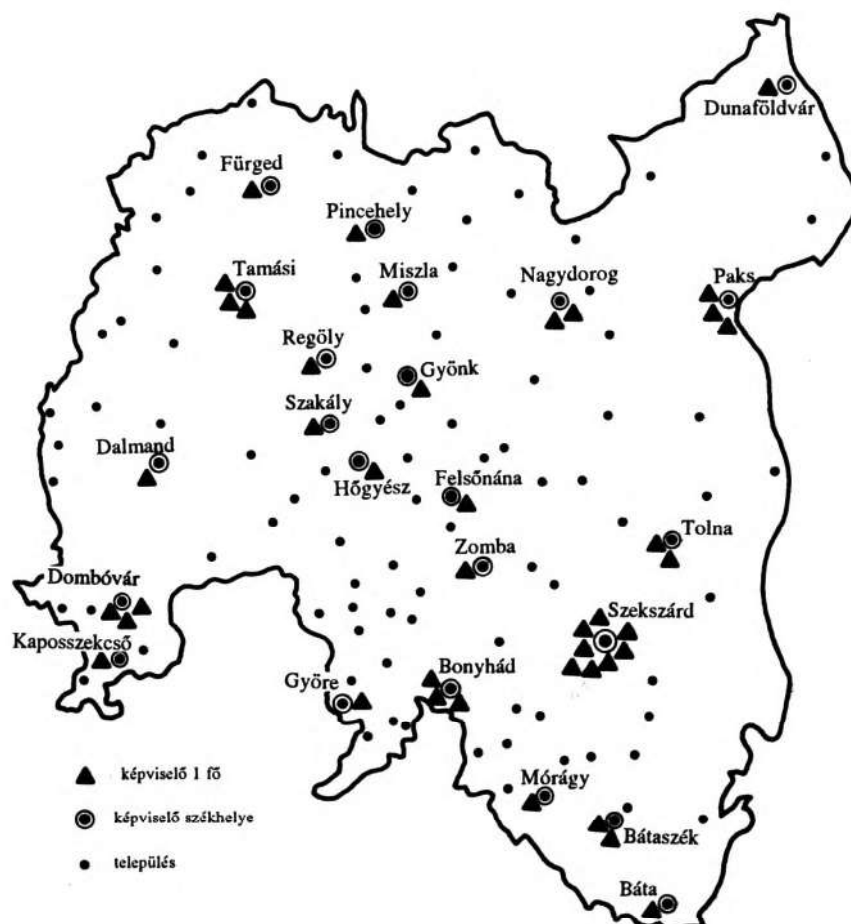 Dunaföldvár
Fürged
Pincehely
Tamási
Miszla
Nagydorog
Paks
Regöly
Gyönk
Szakály
Dalmand
Hőgyész
Felsőnána
Tolna
Zomba
Dombóvár
Szekszárd
Kaposszekcső
Győre
Bonyhád
képviselő 1 fő
Mórágy
képviselő székhelye
Bátaszék
település
Báta